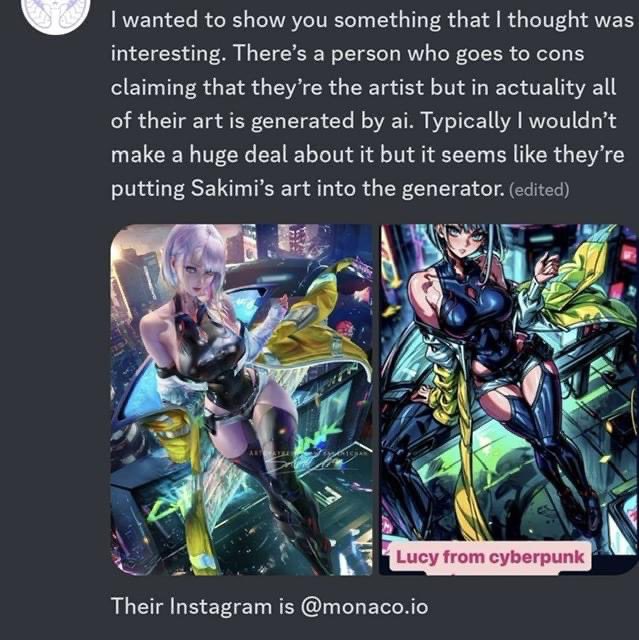 I wanted to show you something that I thought was
interesting. There's a person who goes to cons
claiming that they're the artist but in actuality all
of their art is generated by ai. Typically I wouldn't
make a huge deal about it but it seems like they're
putting Sakimi's art into the generator. (edited)
Lucy from cyberpunk
Their Instagram is @monaco.io